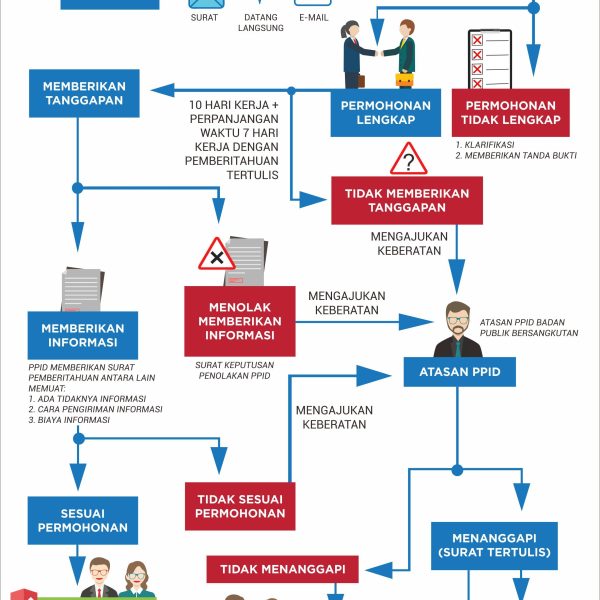 SURAT
DATANG
LANGSUNG
E-MAIL
MEMBERIKAN
TANGGAPAN
10 HARI KERJA +
PERPANJANGAN
WAKTU 7 HARI
KERJA DENGAN
PEMBERITAHUAN
TERTULIS
PERMOHONAN
LENGKAP
PERMOHONAN
TIDAK LENGKAP
1. KLARIFIKASI
2. MEMBERIKAN TANDA BUKTI
?
TIDAK MEMBERIKAN
TANGGAPAN
MENGAJUKAN
KEBERATAN
MEMBERIKAN
INFORMASI
PPID MEMBERIKAN SURAT
PEMBERITAHUAN ANTARA LAIN
MEMUAT:
1. ADA TIDAKNYA INFORMASI
2. CARA PENGIRIMAN INFORMASI
3. BIAYA INFORMASI
MENOLAK
MEMBERIKAN
INFORMASI
SURAT KEPUTUSAN
PENOLAKAN PPID
MENGAJUKAN
KEBERATAN
ATASAN PPID BADAN
PUBLIK BERSANGKUTAN
ATASAN PPID
MENGAJUKAN
KEBERATAN
SESUAI
PERMOHONAN
TIDAK SESUAI
PERMOHONAN
TIDAK MENANGGAPI
MENANGGAPI
(SURAT TERTULIS)